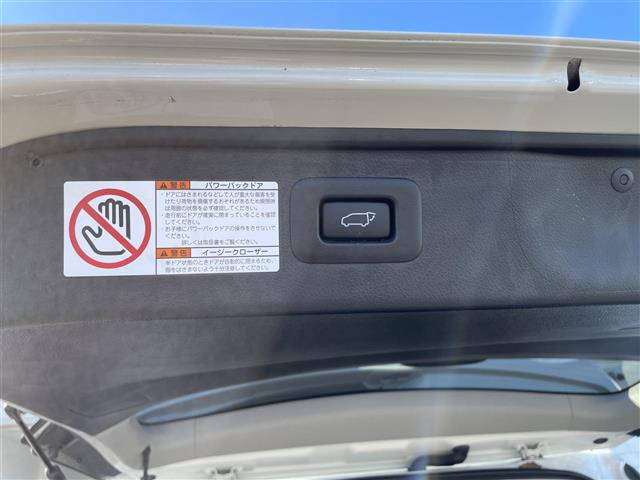 警告 パワーバックドア
・ドアにはさまれるなどして人が重大な傷害を受
けたり荷物を損傷するおそれがあるため開閉時
は周囲の状態を必ず確認してください。
・走行前にドアが確実に閉まっていることを確認
してください。
・お子様にパワーバックドアの操作をさせないで
ください。
詳しくは取扱書をご覧ください。
警告 イージークローザー
半ドア状態のときドアが自動的に閉まるため、
指をはさまないよう十分注意してください。